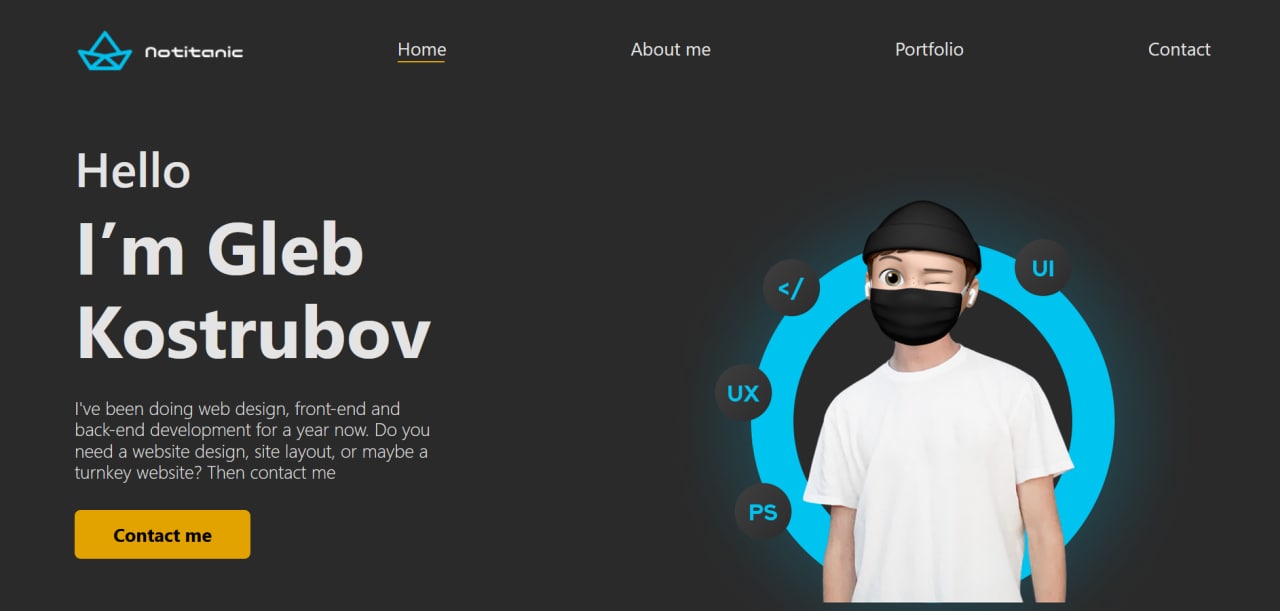 Notitanic
Home
About me
Portfolio
Contact
Hello
I’m Gleb
Kostrubov
I've been doing web design, front-end and
back-end development for a year now. Do you
need a website design, site layout, or maybe a
turnkey website? Then contact me
Contact me
</
UI
UX
PS